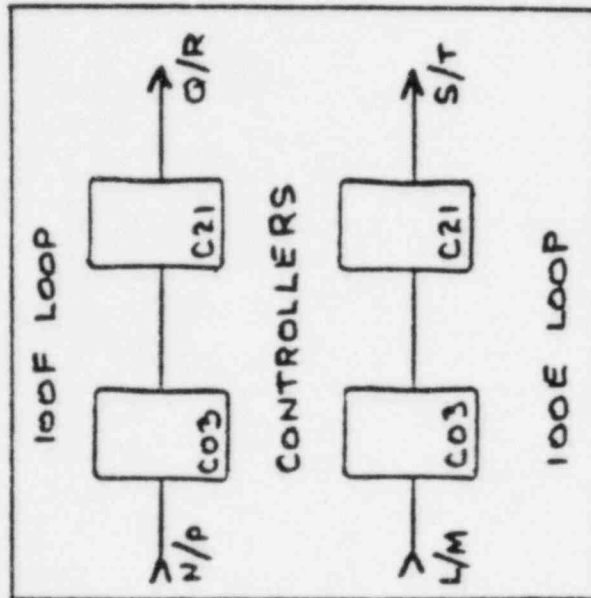 100F LOOP
N/P
C03
C21
Q/R
CONTROLLERS
L/M
C03
C21
S/T
100E LOOP